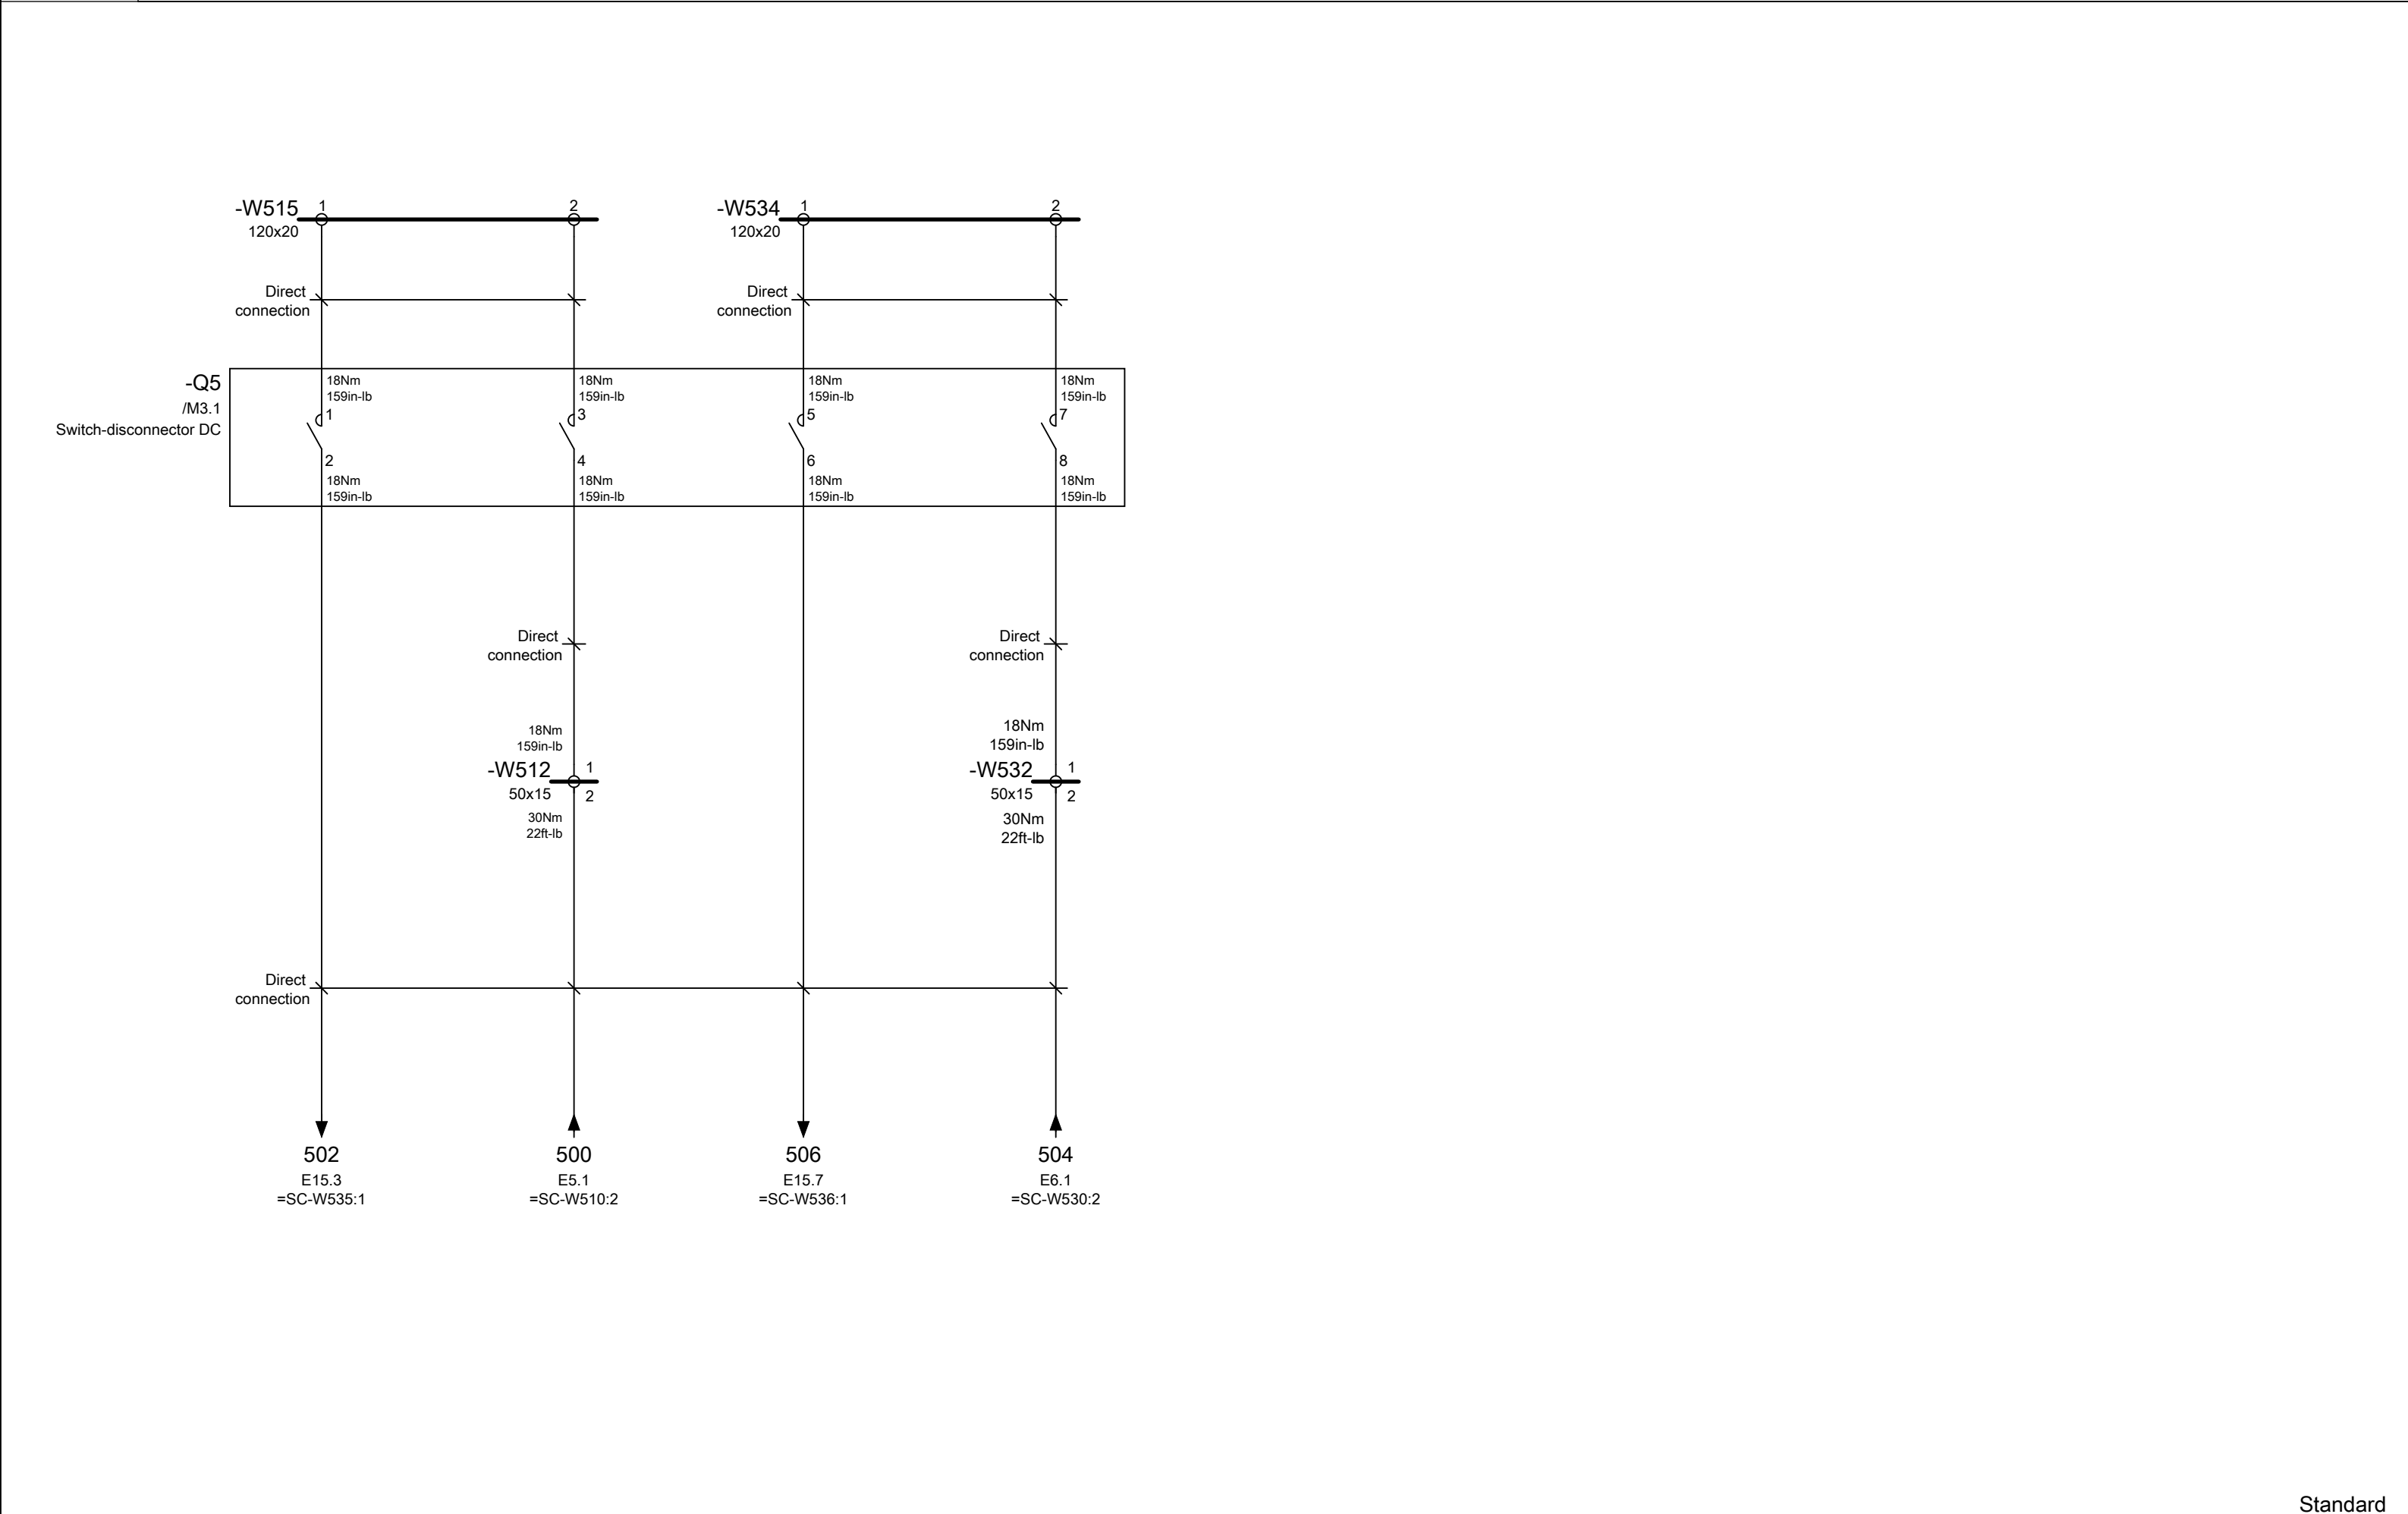 -W515 1 2 -W534 1 2
120x20 120x20
Direct Direct
connection connection
-Q5 18Nm 18Nm 18Nm 18Nm
159in-lb 159in-lb 159in-lb 159in-lb
/M3.1 1 3 5 7
Switch-disconnector DC
2 4 6 8
18Nm 18Nm 18Nm 18Nm
159in-lb 159in-lb 159in-lb 159in-lb
Direct Direct
connection connection
18Nm 18Nm
159in-lb 159in-lb
-W512 1 -W532 1
50x15 2 50x15 2
30Nm 30Nm
22ft-lb 22ft-lb
Direct
connection
502 500 506 504
E15.3 E5.1 E15.7 E6.1
=SC-W535:1 =SC-W510:2 =SC-W536:1 =SC-W530:2
Standard